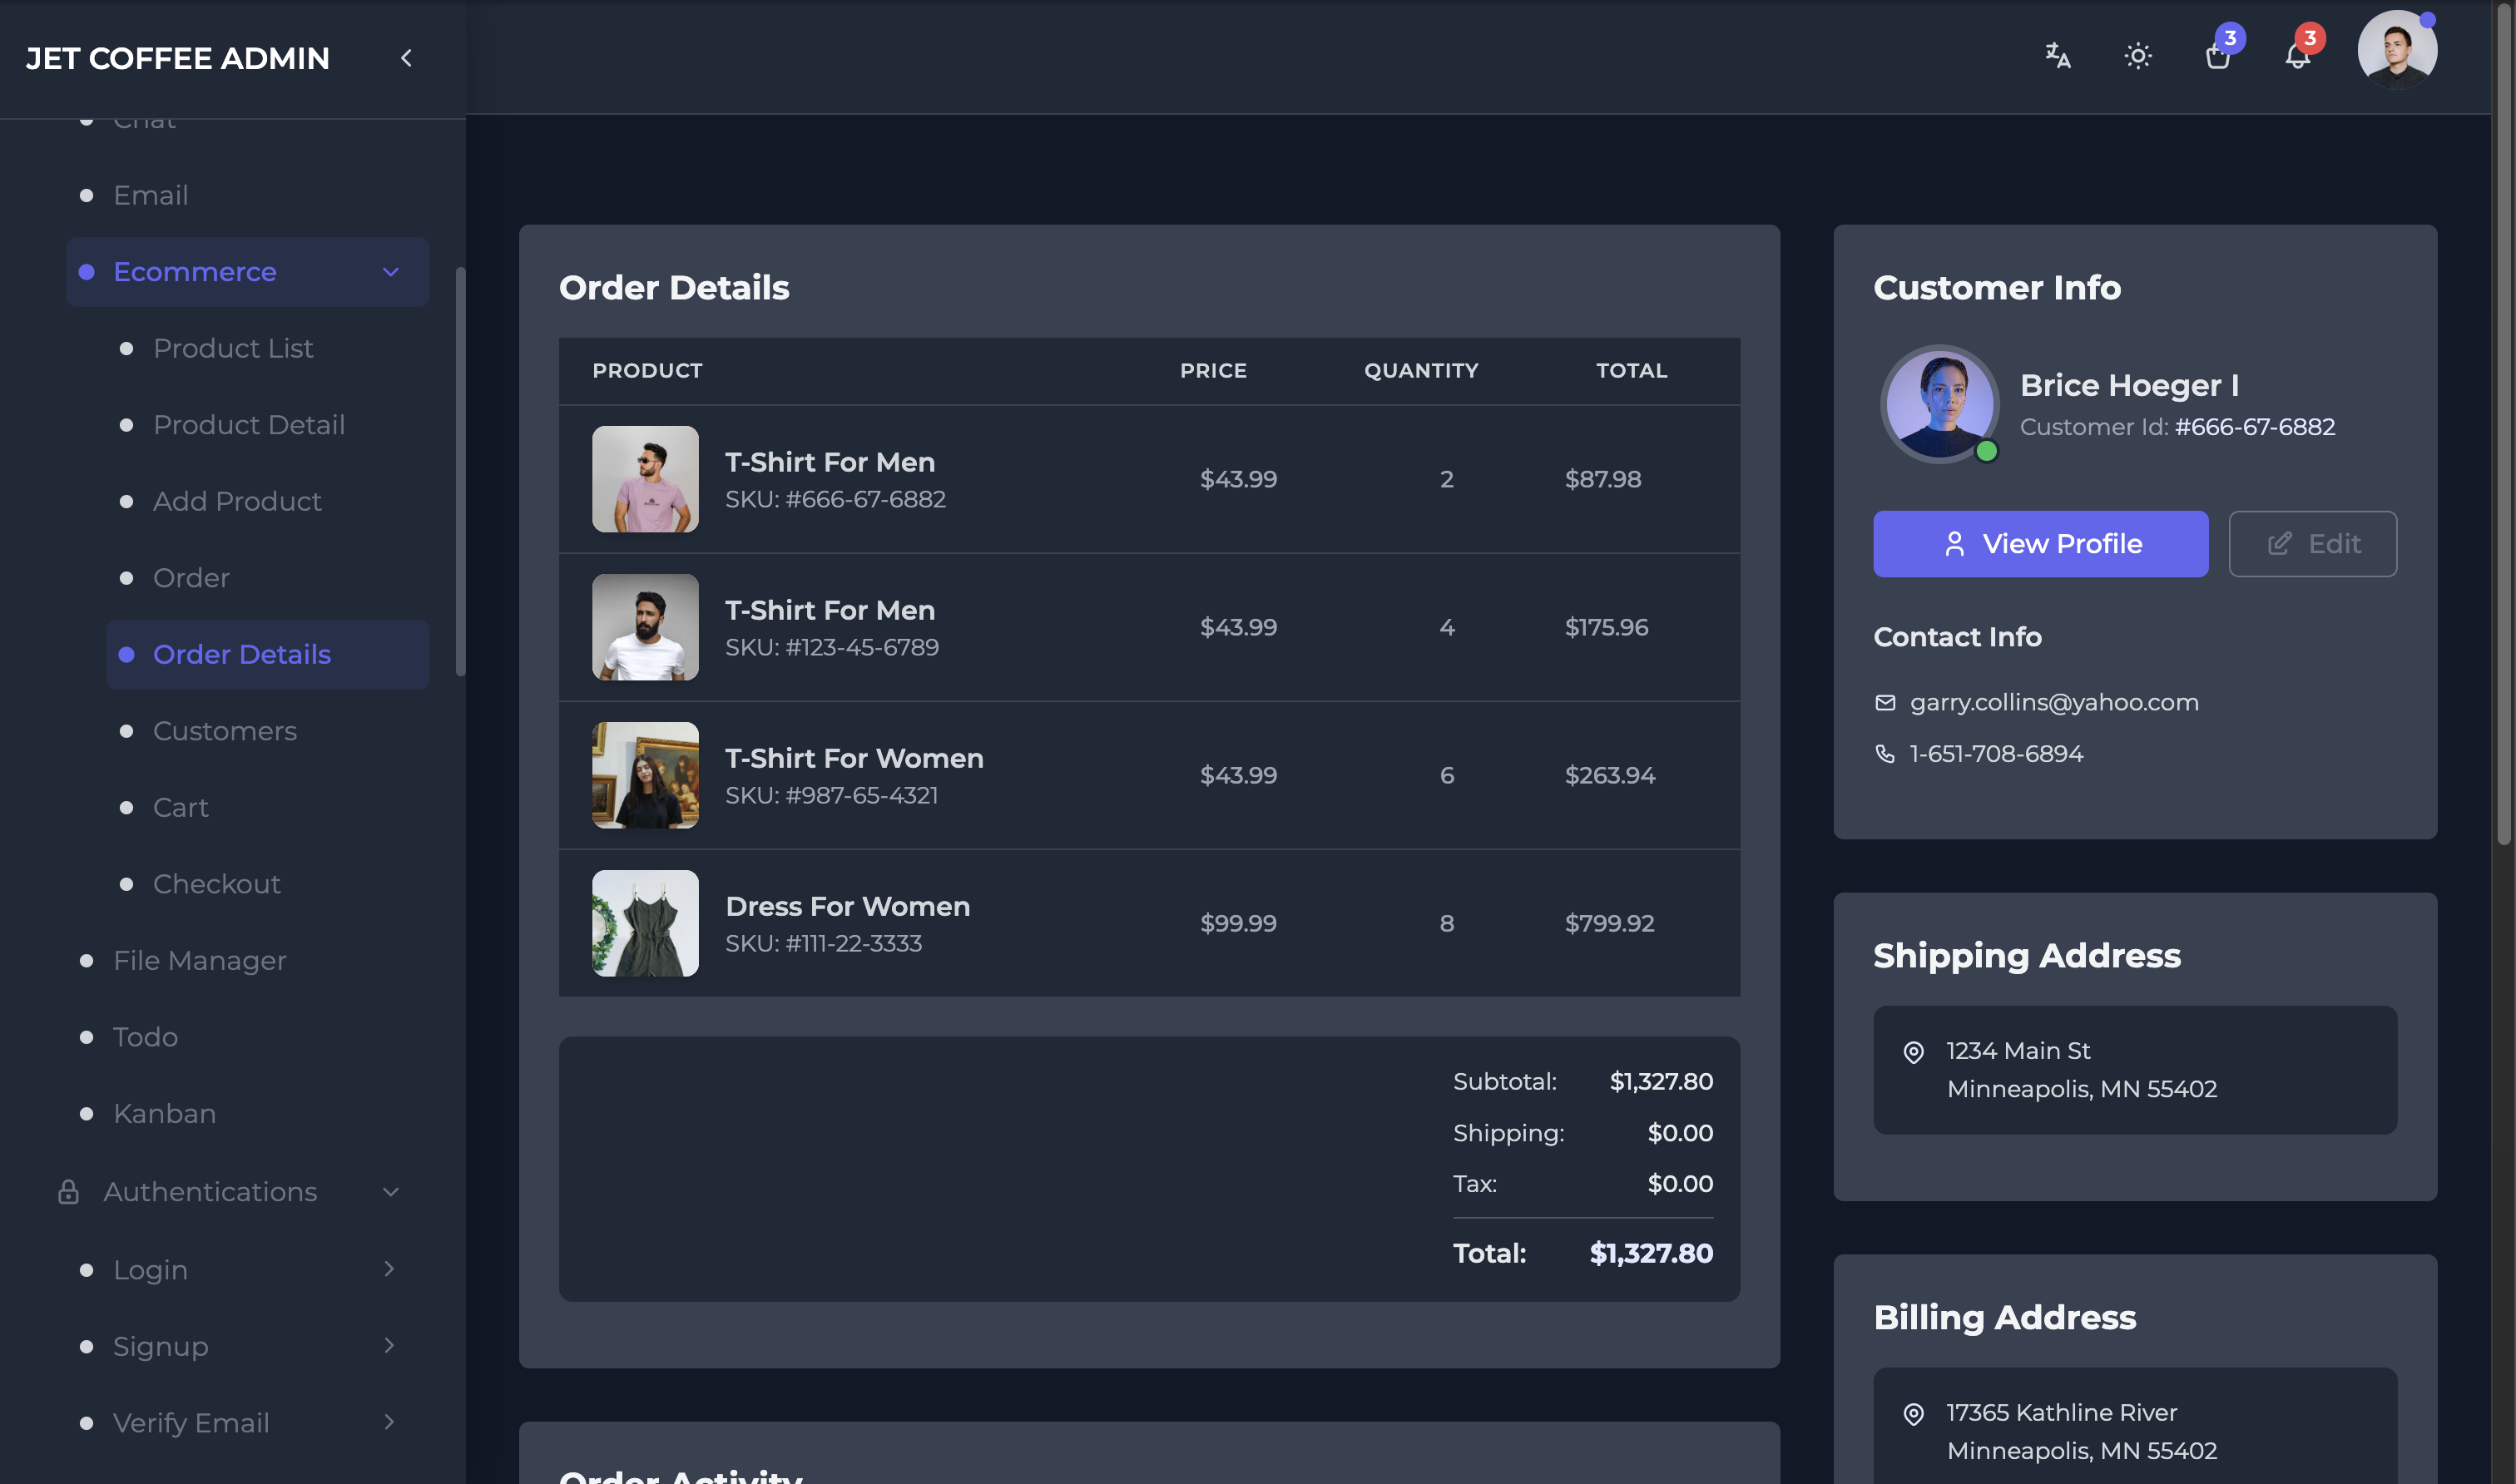 JET COFFEE ADMIN
3
3
Chat
Email
Ecommerce
Product List
Product Detail
Add Product
Order
Order Details
Customers
Cart
Checkout
File Manager
Todo
Kanban
Authentications
Login
Signup
Verify Email
Order Details
PRODUCT PRICE QUANTITY TOTAL
T-Shirt For Men
SKU: #666-67-6882
$43.99 2 $87.98
T-Shirt For Men
SKU: #123-45-6789
$43.99 4 $175.96
T-Shirt For Women
SKU: #987-65-4321
$43.99 6 $263.94
Dress For Women
SKU: #111-22-3333
$99.99 8 $799.92
Subtotal: $1,327.80
Shipping: $0.00
Tax: $0.00
Total: $1,327.80
Order Activity
Customer Info
Brice Hoeger I
Customer Id: #666-67-6882
View Profile
Edit
Contact Info
garry.collins@yahoo.com
1-651-708-6894
Shipping Address
1234 Main St
Minneapolis, MN 55402
Billing Address
17365 Kathline River
Minneapolis, MN 55402